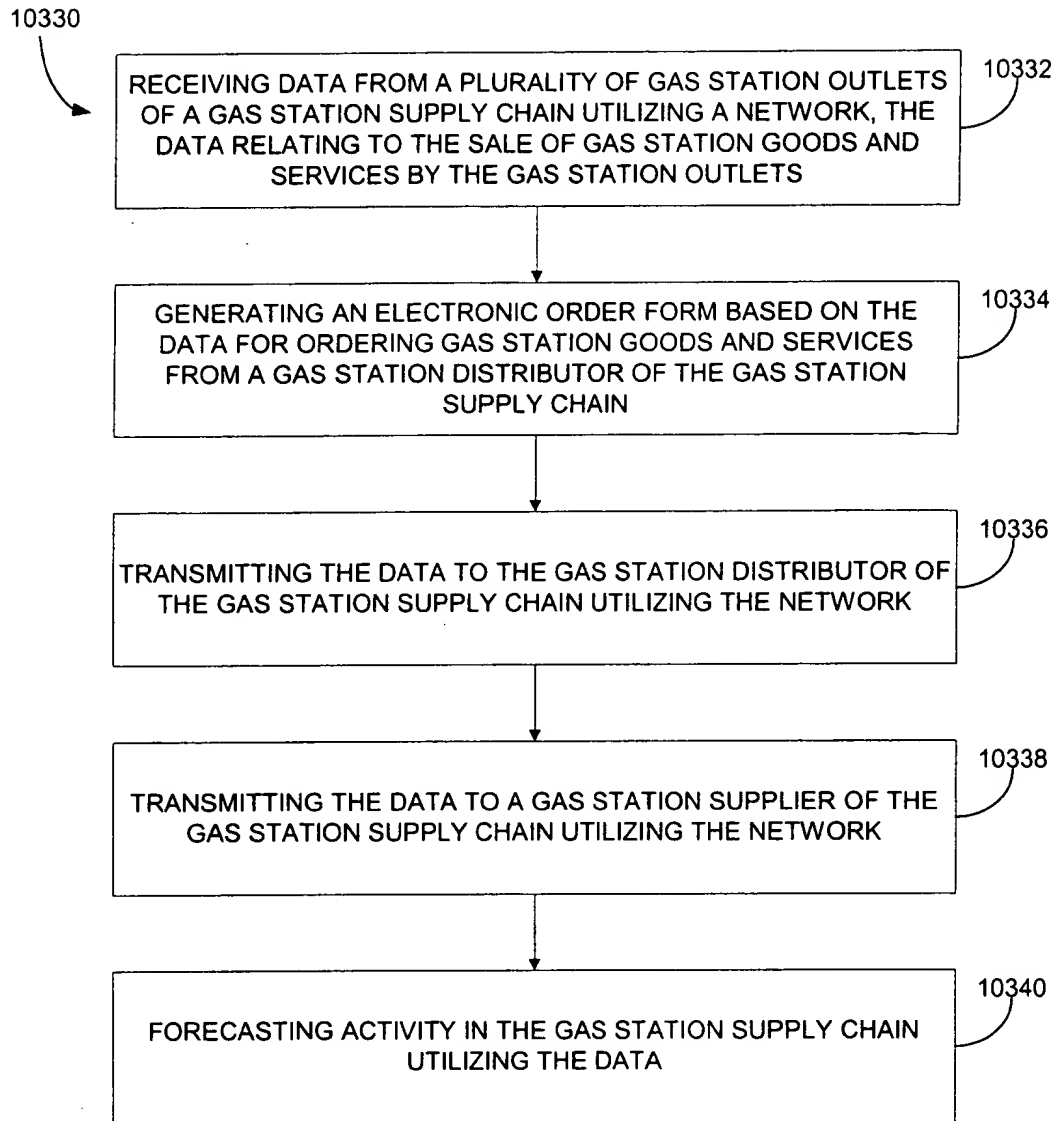 10330
RECEIVING DATA FROM A PLURALITY OF GAS STATION OUTLETS
OF A GAS STATION SUPPLY CHAIN UTILIZING A NETWORK, THE
DATA RELATING TO THE SALE OF GAS STATION GOODS AND
SERVICES BY THE GAS STATION OUTLETS
10332
GENERATING AN ELECTRONIC ORDER FORM BASED ON THE
DATA FOR ORDERING GAS STATION GOODS AND SERVICES
FROM A GAS STATION DISTRIBUTOR OF THE GAS STATION
SUPPLY CHAIN
10334
TRANSMITTING THE DATA TO THE GAS STATION DISTRIBUTOR OF
THE GAS STATION SUPPLY CHAIN UTILIZING THE NETWORK
10336
TRANSMITTING THE DATA TO A GAS STATION SUPPLIER OF THE
GAS STATION SUPPLY CHAIN UTILIZING THE NETWORK
10338
FORECASTING ACTIVITY IN THE GAS STATION SUPPLY CHAIN
UTILIZING THE DATA
10340